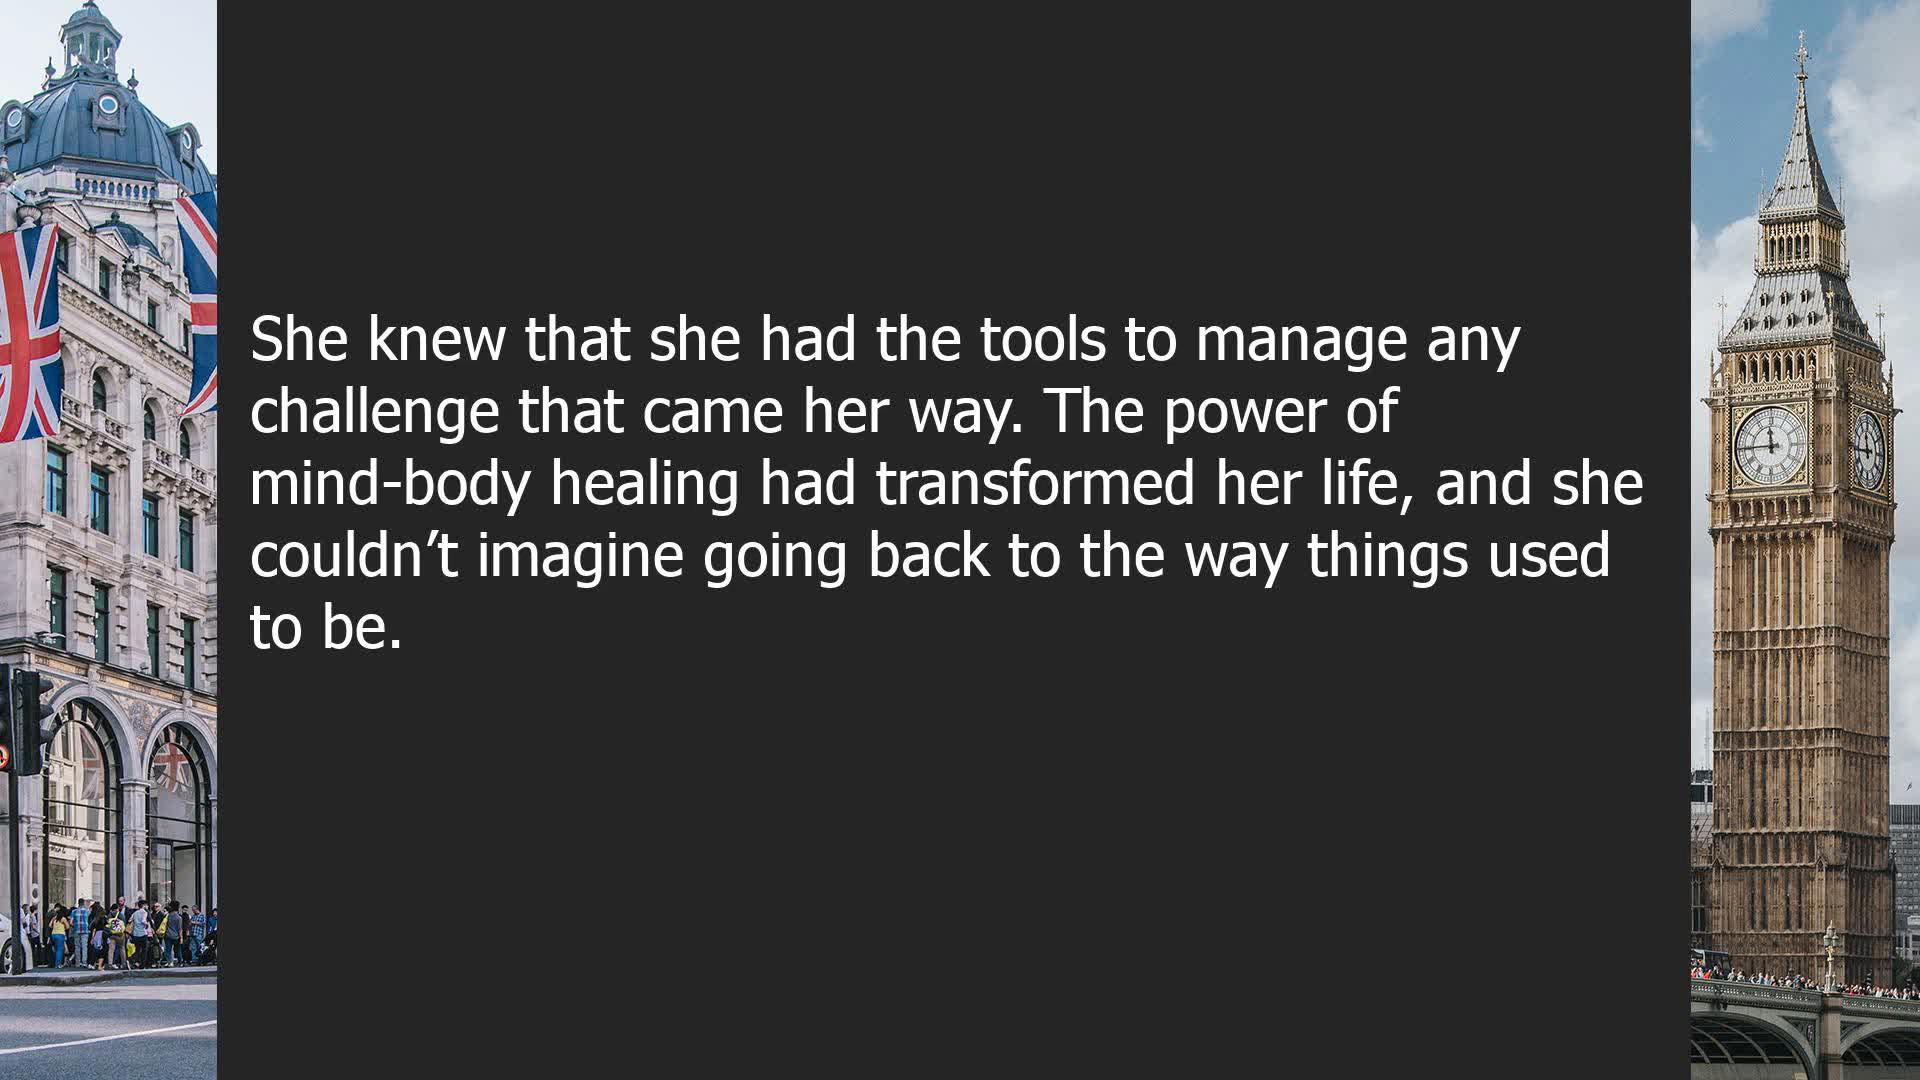 She knew that she had the tools to manage any
challenge that came her way. The power of
mind-body healing had transformed her life, and she
couldn’t imagine going back to the way things used
to be.